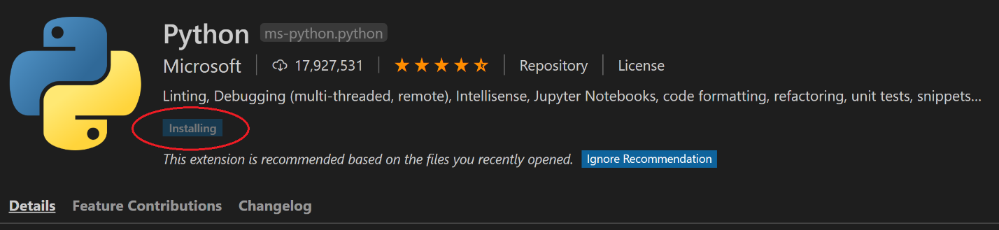 Python ms-python.python
Microsoft 17,927,531 Repository License
Linting, Debugging (multi-threaded, remote), Intellisense, Jupyter Notebooks, code formatting, refactoring, unit tests, snippets...
Installing
This extension is recommended based on the files you recently opened. Ignore Recommendation
Details Feature Contributions Changelog